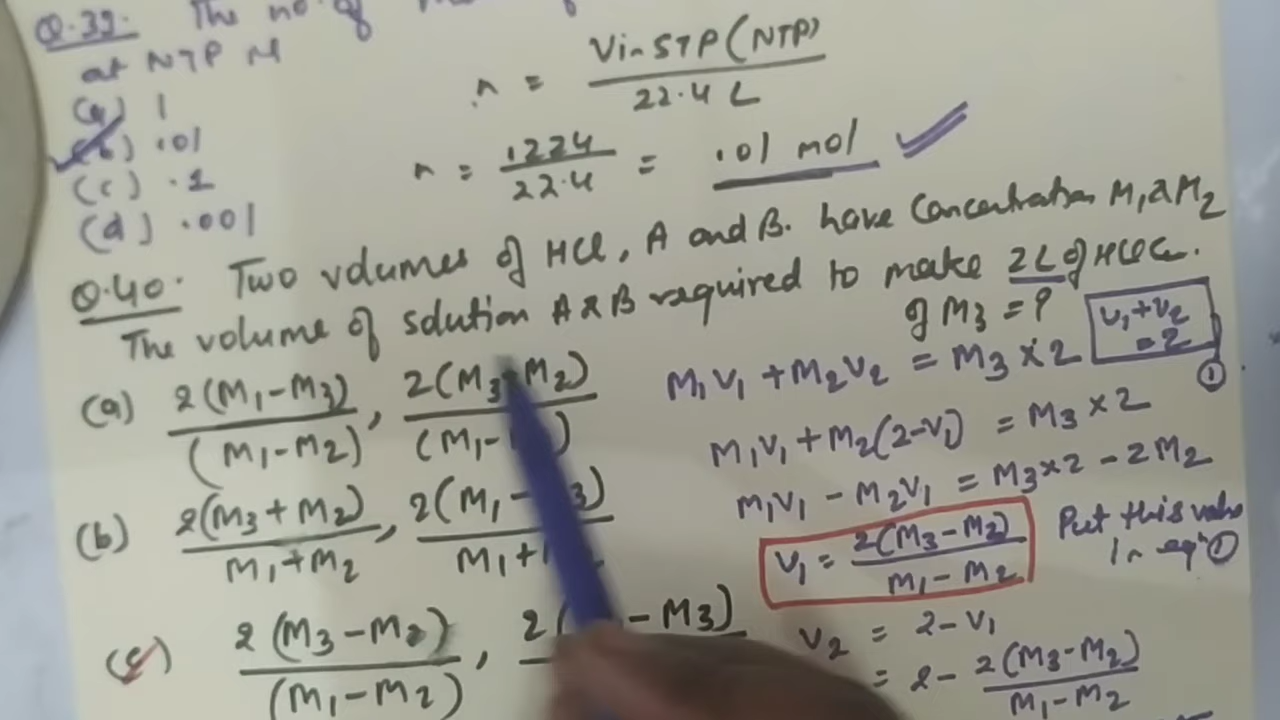 Q.39. The no. of
at NTP
(a) 1
(b) .01
(c) .1
(d) .001
n = V in STP (NTP) / 22.4 L
n = .1224 / 22.4 = .01 mol ✓
Q.40. Two volumes of HCl, A and B. have Concentration M₁ & M₂
The volume of solution A & B required to make 2L of HCl
of M₃ = ?
(a) 2(M₁-M₃) / (M₁-M₂), 2(M₃ M₂) / (M₁-
(b) 2(M₃+M₂) / M₁+M₂, 2(M₁- 3) / M₁+
(c) 2(M₃-M₂) / (M₁-M₂), 2( -M₃)
V₁+V₂
=2
①
M₁V₁ + M₂V₂ = M₃×2
M₁V₁ + M₂(2-V₁) = M₃×2
M₁V₁ - M₂V₁ = M₃×2 - 2M₂
V₁ = 2(M₃-M₂) / M₁-M₂
Put this value
In eqⁿ ①
V₂ = 2-V₁
= 2 - 2(M₃-M₂) / M₁-M₂